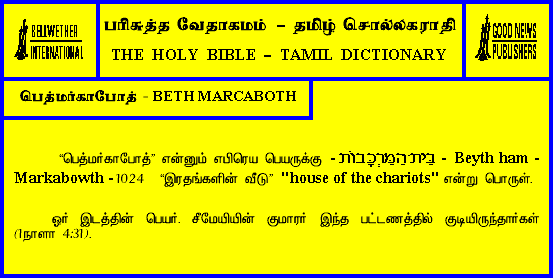 BELLWETHER
INTERNATIONAL
பரிசுத்த வேதாகமம் – தமிழ் சொல்லகராதி
THE HOLY BIBLE – TAMIL DICTIONARY
GOOD NEWS
PUBLISHERS
பெத்மர்காபோத் - BETH MARCABOTH
“பெத்மர்காபோத்” என்னும் எபிரெய பெயருக்கு - בֵּית הַמַּרְכָּבוֹת - Beyth ham -
Markabowth - 1024 “இரதங்களின் வீடு” "house of the chariots" என்று பொருள்.
ஓர் இடத்தின் பெயர். சீமேயியின் குமாரர் இந்த பட்டணத்தில் குடியிருந்தார்கள்
(1நாளா 4:31).